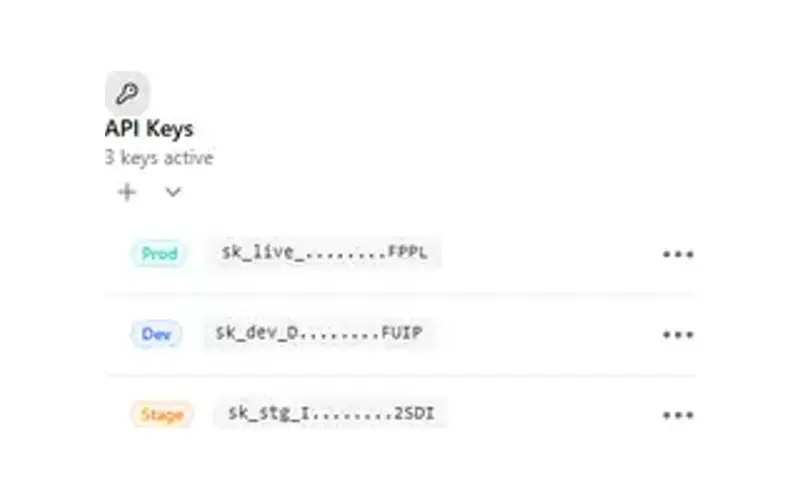 API Keys
3 keys active
Prod sk_live_........FPPL
Dev sk_dev_D........FUIP
Stage sk_stg_I........2SDI